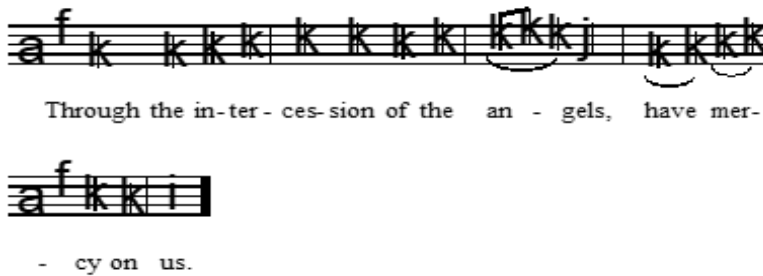 Through the in-ter-ces-sion of the an - gels, have mer-
- cy on us.